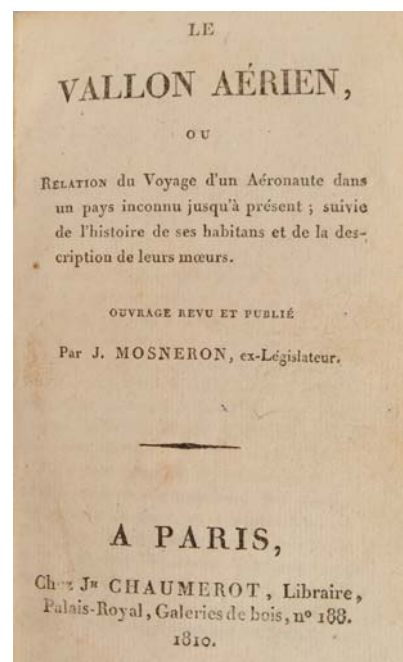 LE
VALLON AÉRIEN,
OU
RELATION du Voyage d'un Aéronaute dans
un pays inconnu jusqu'à présent ; suivie
de l'histoire de ses habitans et de la des-
cription de leurs mœurs.
OUVRAGE REVU ET PUBLIÉ
Par J. MOSNERON, ex-Législateur.
A PARIS,
Chez Jh CHAUMEROT, Libraire,
Palais-Royal, Galeries de bois, nº 188.
1810.